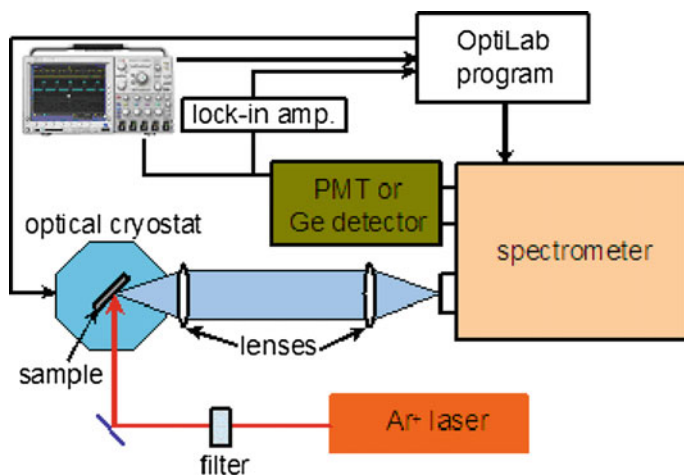 OptiLab
program
lock-in amp.
PMT or
Ge detector
optical cryostat
spectrometer
lenses
sample
Ar+ laser
filter